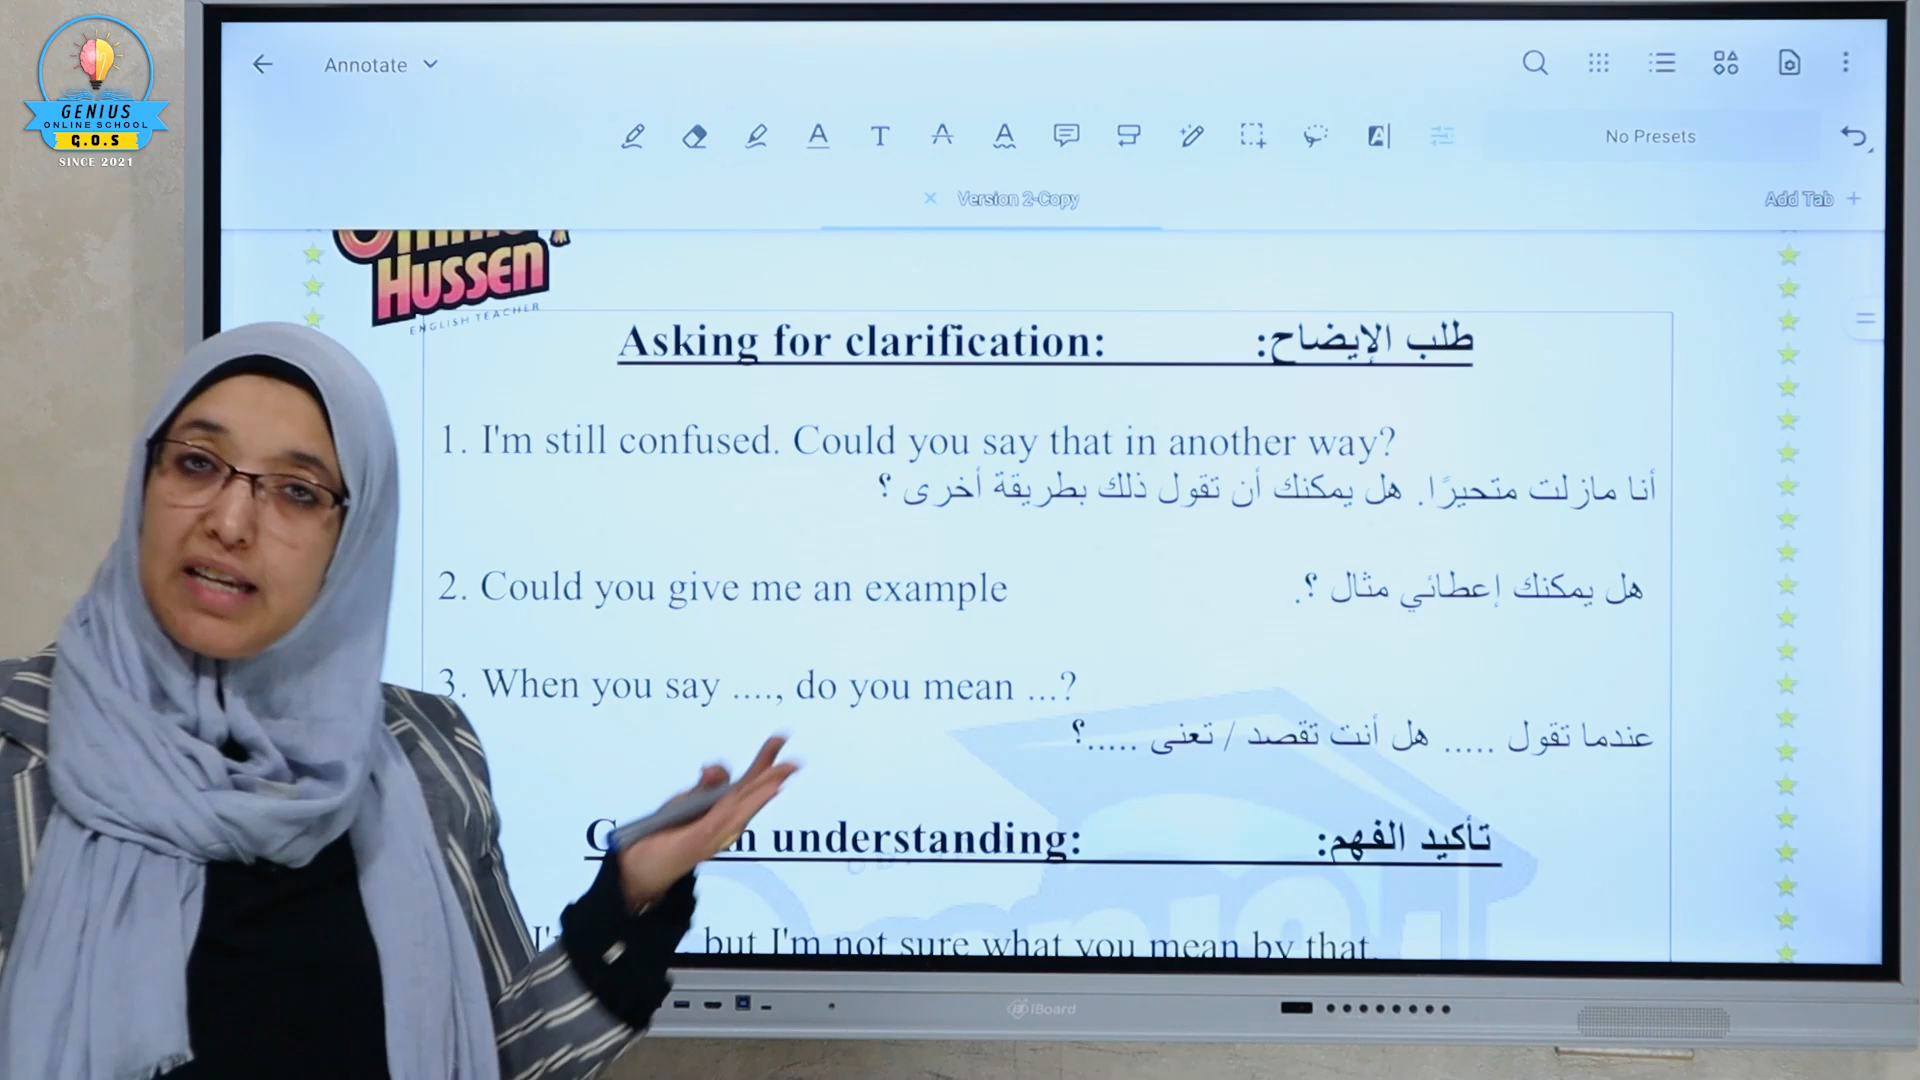 GENIUS
ONLINE SCHOOL
G.O.S
SINCE 2021
Annotate
No Presets
Version 2-Copy
Add Tab +
Hussen
ENGLISH TEACHER
Asking for clarification: طلب الإيضاح:
1. I'm still confused. Could you say that in another way?
أنا مازلت متحيرًا. هل يمكنك أن تقول ذلك بطريقة أخرى ؟
2. Could you give me an example هل يمكنك إعطائي مثال ؟.
3. When you say ...., do you mean ...?
عندما تقول ..... هل أنت تقصد / تعنى .....؟
understanding: تأكيد الفهم:
but I'm not sure what you mean by that.
iBoard